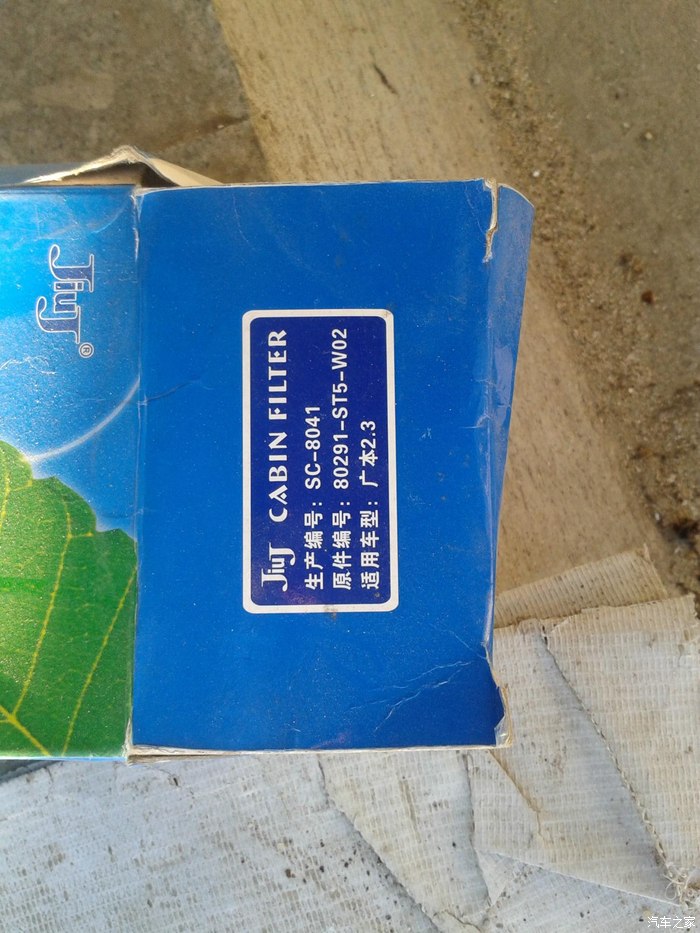 Jiuj®
Jiuj CABIN FILTER
生产编号：SC-8041
原件编号：80291-ST5-W02
适用车型：广本2.3
汽车之家